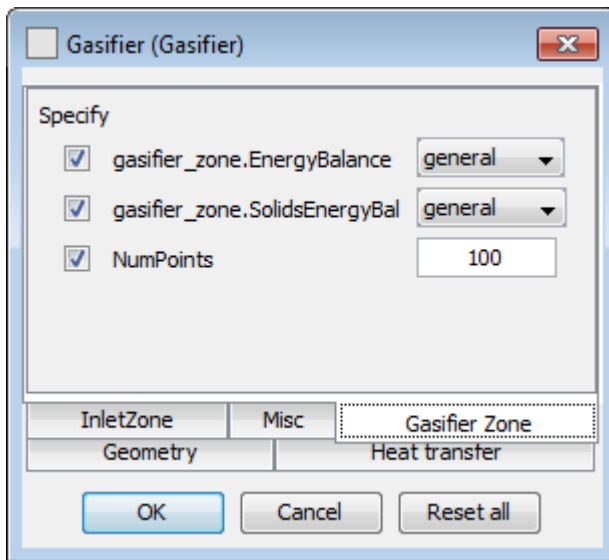 Gasifier (Gasifier)
Specify
gasifier_zone.EnergyBalance general
gasifier_zone.SolidsEnergyBal general
NumPoints 100
InletZone Misc Gasifier Zone
Geometry Heat transfer
OK Cancel Reset all